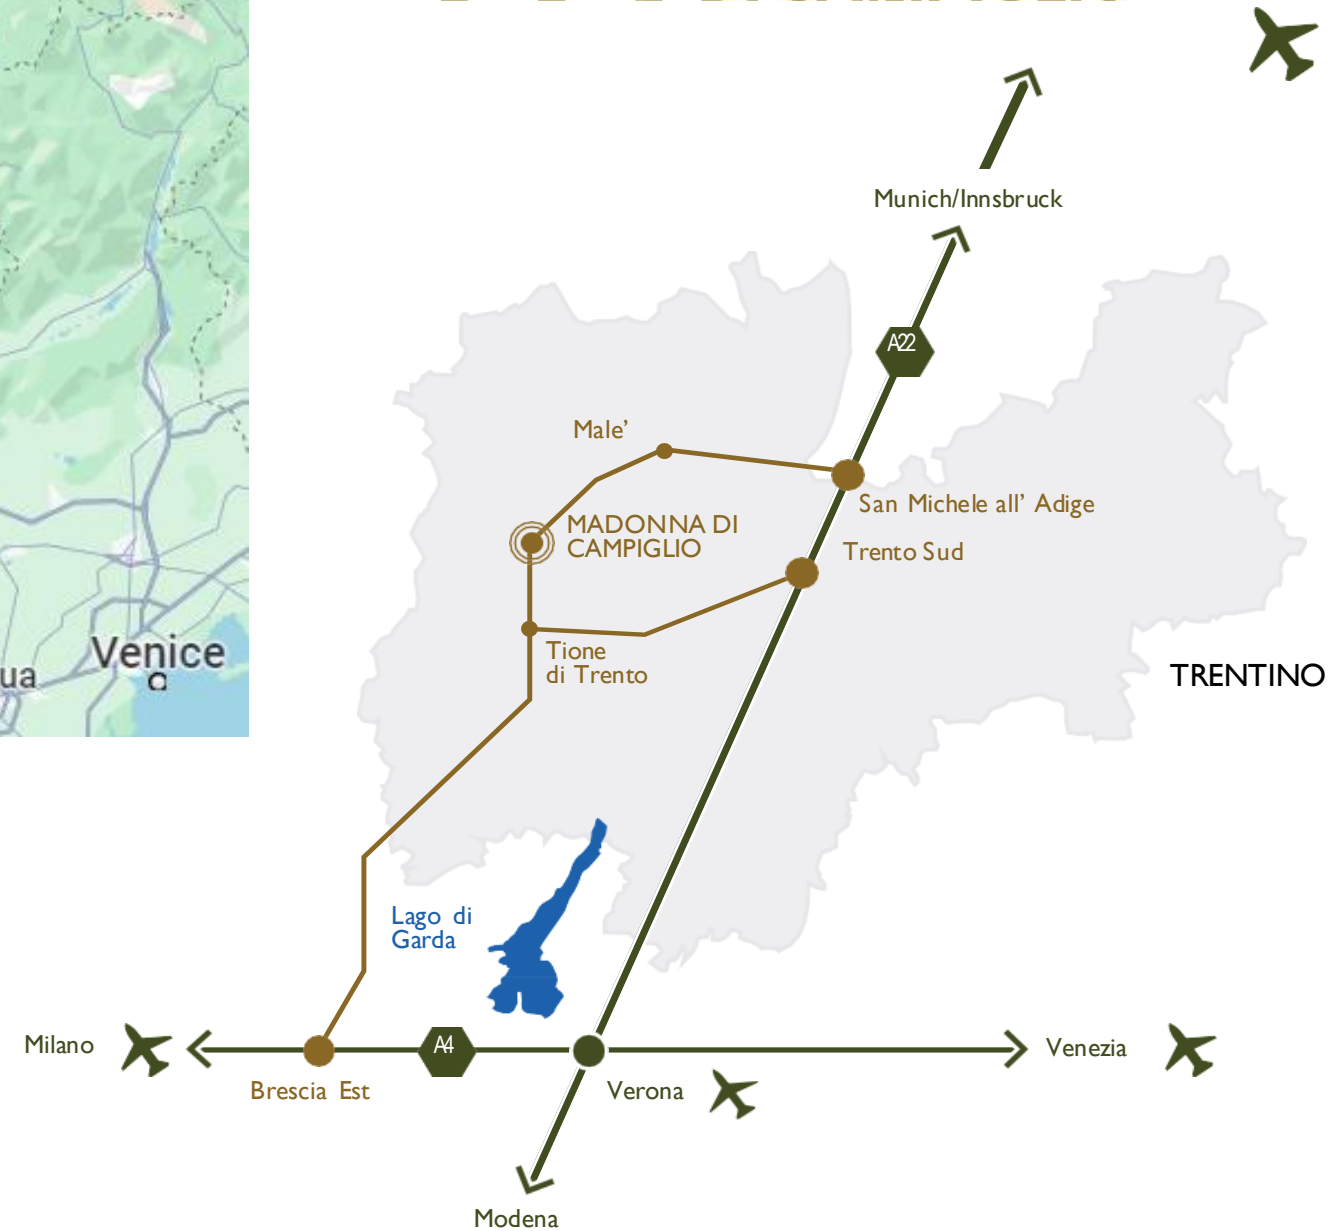 Munich/Innsbruck
A22
Male’
San Michele all’ Adige
MADONNA DI
CAMPIGLIO
Trento Sud
Tione
di Trento
Venice
ua
TRENTINO
Lago di
Garda
Milano
A4
Venezia
Brescia Est
Verona
Modena